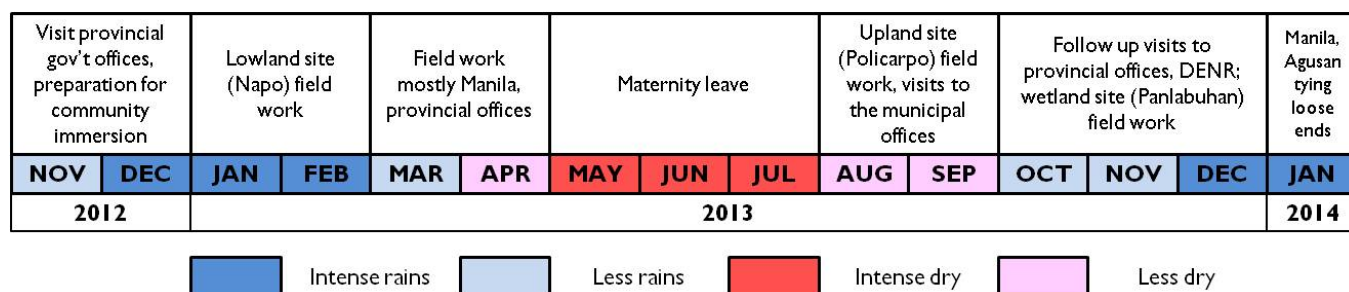 Visit provincial
gov't offices,
preparation for
community
immersion
Lowland site
(Napo) field
work
Field work
mostly Manila,
provincial offices
Maternity leave
Upland site
(Policarpo) field
work, visits to
the municipal
offices
Follow up visits to
provincial offices, DENR;
wetland site (Panlabuhan)
field work
Manila,
Agusan
tying
loose
ends
NOV DEC JAN FEB MAR APR MAY JUN JUL AUG SEP OCT NOV DEC JAN
2012 2013 2014
Intense rains Less rains Intense dry Less dry